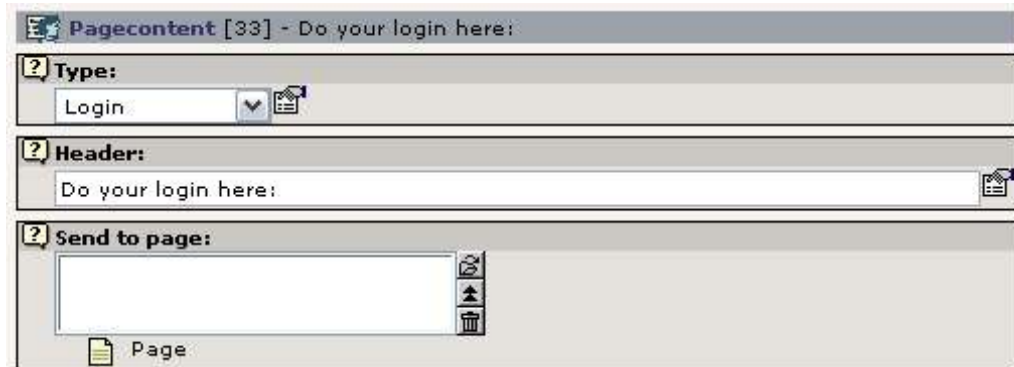 Pagecontent [33] - Do your login here:
Type:
Login
Header:
Do your login here:
Send to page:
Page